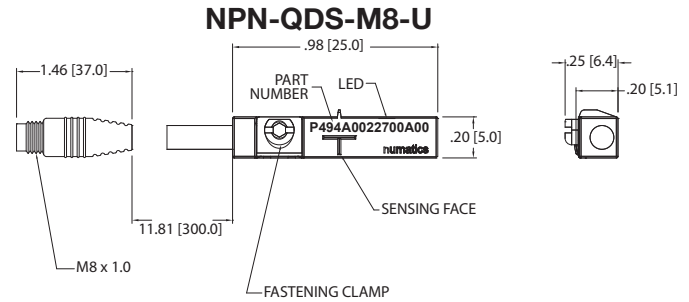 NPN-QDS-M8-U
.98 [25.0]
1.46 [37.0]
PART
NUMBER
LED
.25 [6.4]
.20 [5.1]
P494A0022700A00
numatics
.20 [5.0]
SENSING FACE
11.81 [300.0]
M8 x 1.0
FASTENING CLAMP